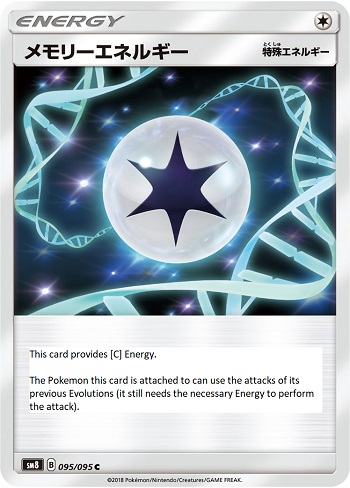 ENERGY
メモリーエネルギー
とくしゅ
特殊エネルギー
This card provides [C] Energy.
The Pokemon this card is attached to can use the attacks of its
previous Evolutions (it still needs the necessary Energy to perform
the attack).
sm8 B 095/095 C
©2018 Pokémon/Nintendo/Creatures/GAME FREAK.